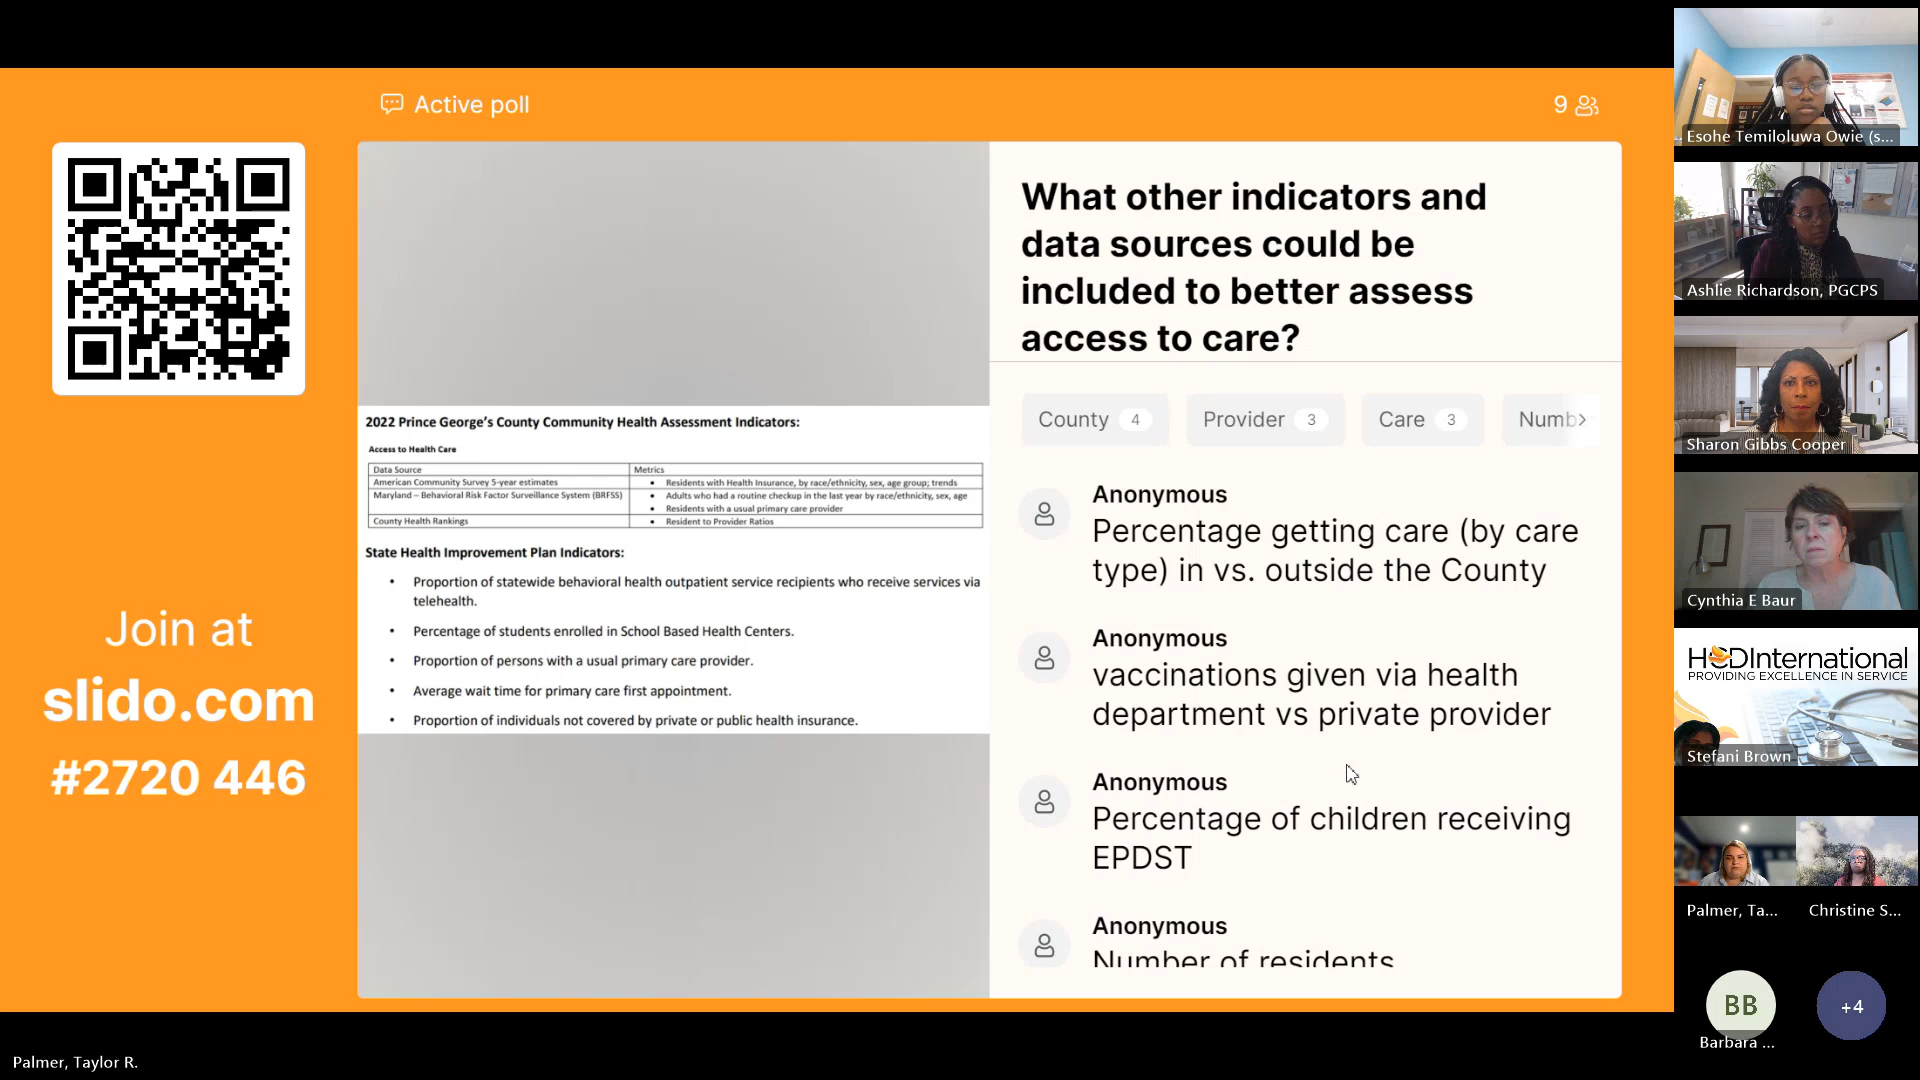 Active poll
9
Join at
slido.com
#2720 446
2022 Prince George's County Community Health Assessment Indicators:
Access to Health Care
Data Source Metrics
American Community Survey 5-year estimates • Residents with Health Insurance, by race/ethnicity, sex, age group; trends
Maryland – Behavioral Risk Factor Surveillance System (BRFSS) • Adults who had a routine checkup in the last year by race/ethnicity, sex, age
• Residents with a usual primary care provider
County Health Rankings • Resident to Provider Ratios
State Health Improvement Plan Indicators:
• Proportion of statewide behavioral health outpatient service recipients who receive services via
telehealth.
• Percentage of students enrolled in School Based Health Centers.
• Proportion of persons with a usual primary care provider.
• Average wait time for primary care first appointment.
• Proportion of individuals not covered by private or public health insurance.
What other indicators and
data sources could be
included to better assess
access to care?
County 4 Provider 3 Care 3 Numb
Anonymous
Percentage getting care (by care
type) in vs. outside the County
Anonymous
vaccinations given via health
department vs private provider
Anonymous
Percentage of children receiving
EPDST
Anonymous
Number of residents
Esohe Temiloluwa Owie (s...
Ashlie Richardson, PGCPS
Sharon Gibbs Cooper
Cynthia E Baur
HSDInternational
PROVIDING EXCELLENCE IN SERVICE
Stefani Brown
Palmer, Ta... Christine S...
BB +4
Barbara ...
Palmer, Taylor R.